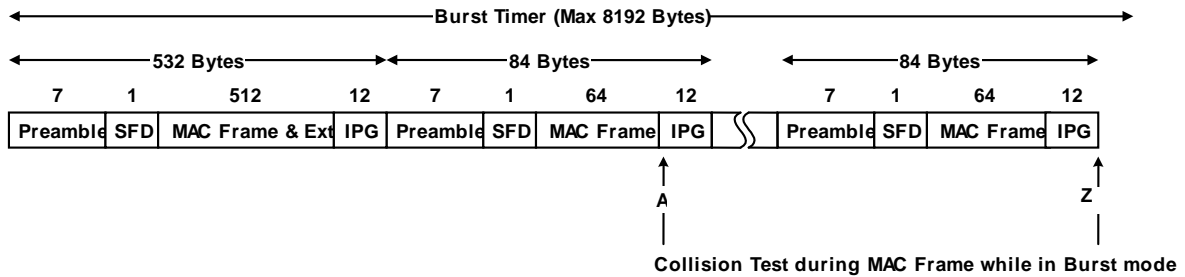 Burst Timer (Max 8192 Bytes)
532 Bytes 84 Bytes 84 Bytes
7 1 512 12 7 1 64 12 7 1 64 12
Preamble SFD MAC Frame & Ext IPG Preamble SFD MAC Frame IPG Preamble SFD MAC Frame IPG
A Z
Collision Test during MAC Frame while in Burst mode